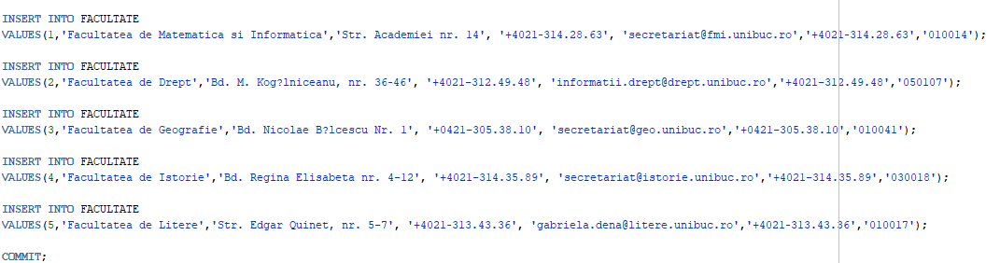 INSERT INTO FACULTATE
VALUES(1,'Facultatea de Matematica si Informatica','Str. Academiei nr. 14', '+4021-314.28.63', 'secretariat@fmi.unibuc.ro','+4021-314.28.63','010014');
INSERT INTO FACULTATE
VALUES(2,'Facultatea de Drept','Bd. M. Kog?lniceanu, nr. 36-46', '+4021-312.49.48', 'informatii.drept@drept.unibuc.ro','+4021-312.49.48','050107');
INSERT INTO FACULTATE
VALUES(3,'Facultatea de Geografie','Bd. Nicolae B?lcescu Nr. 1', '+0421-305.38.10', 'secretariat@geo.unibuc.ro','+0421-305.38.10','010041');
INSERT INTO FACULTATE
VALUES(4,'Facultatea de Istorie','Bd. Regina Elisabeta nr. 4-12', '+4021-314.35.89', 'secretariat@istorie.unibuc.ro','+4021-314.35.89','030018');
INSERT INTO FACULTATE
VALUES(5,'Facultatea de Litere','Str. Edgar Quinet, nr. 5-7', '+4021-313.43.36', 'gabriela.dena@litere.unibuc.ro','+4021-313.43.36','010017');
COMMIT;